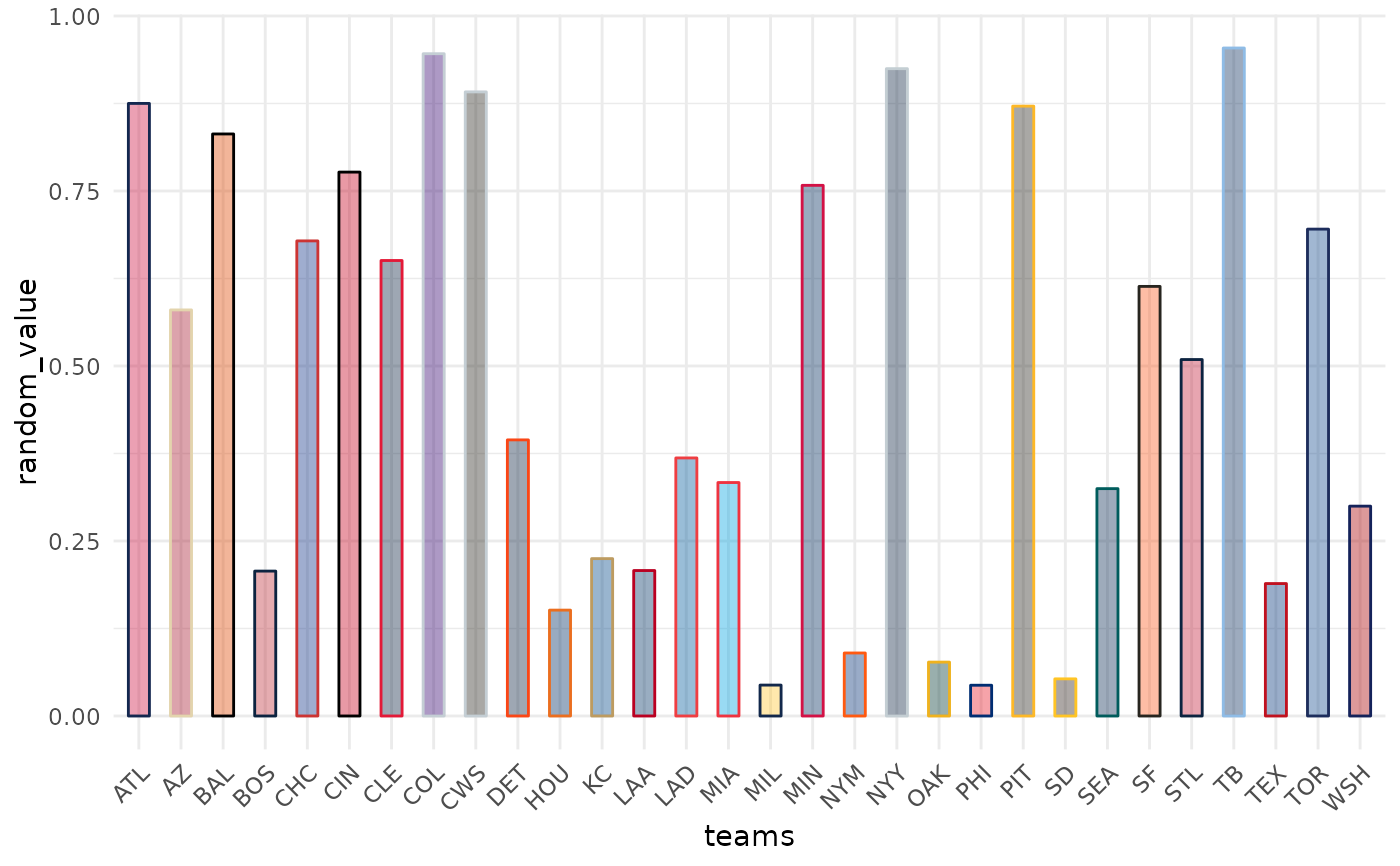 1.00
0.75
0.50
0.25
0.00
random_value
ATL
AZ
BAL
BOS
CHC
CIN
CLE
COL
CWS
DET
HOU
KC
LAA
LAD
MIA
MIL
MIN
NYM
NYY
OAK
PHI
PIT
SD
SEA
SF
STL
TB
TEX
TOR
WSH
teams